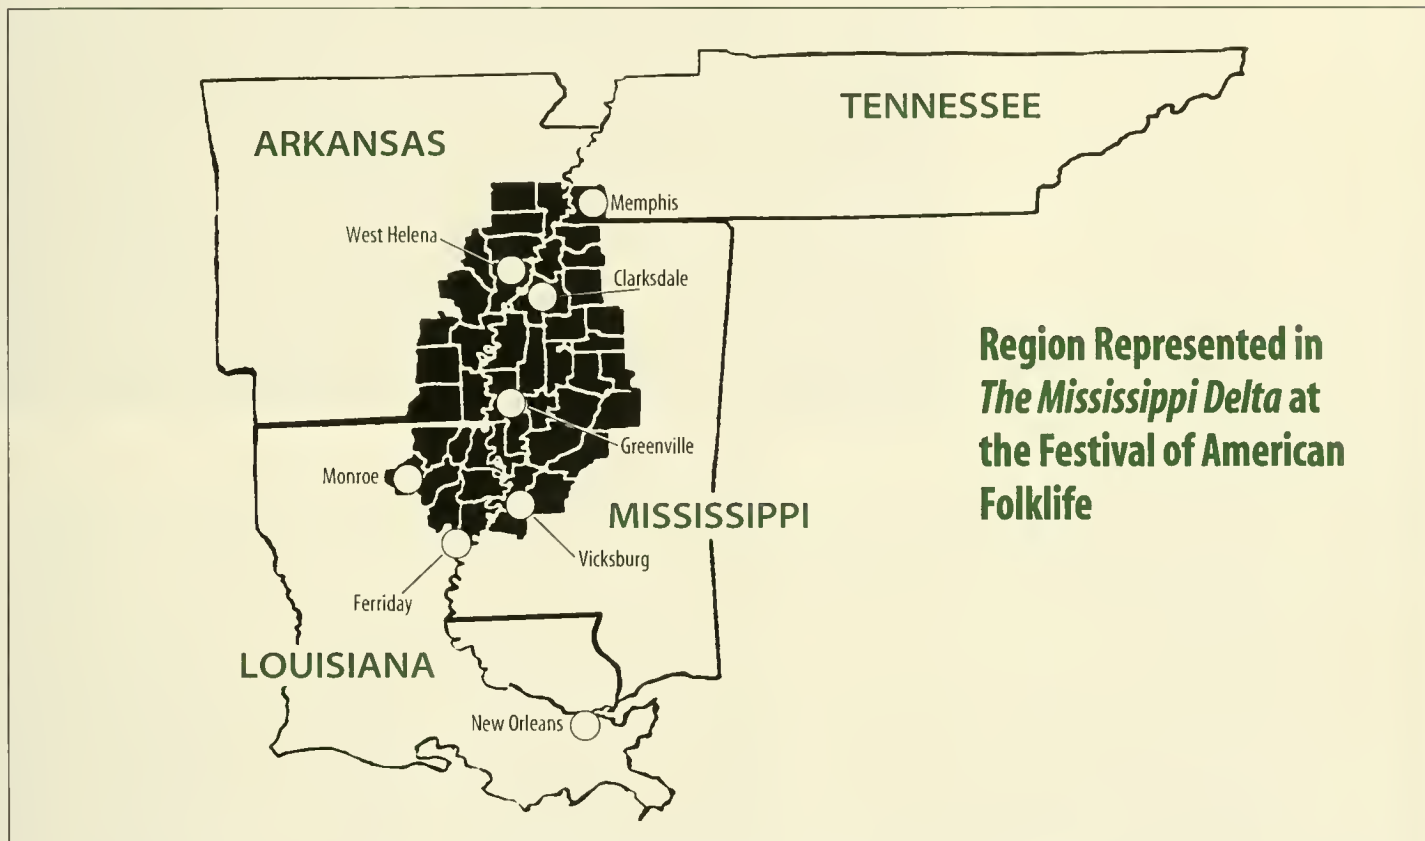 TENNESSEE
ARKANSAS
Memphis
West Helena
Clarksdale
Region Represented in
The Mississippi Delta at
the Festival of American
Folklife
Greenville
Monroe
MISSISSIPPI
Vicksburg
Ferriday
LOUISIANA
New Orleans